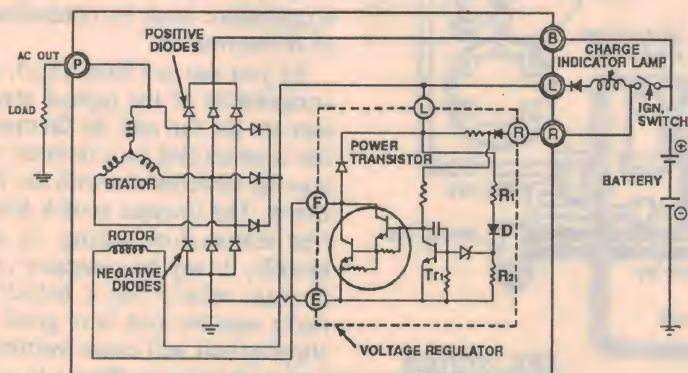 POSITIVE
DIODES
AC OUT
P
LOAD
STATOR
ROTOR
NEGATIVE
DIODES
POWER
TRANSISTOR
L
R
F
E
R1
D
R2
Tr1
VOLTAGE REGULATOR
B
L
R
CHARGE
INDICATOR LAMP
IGN.
SWITCH
BATTERY
+
-